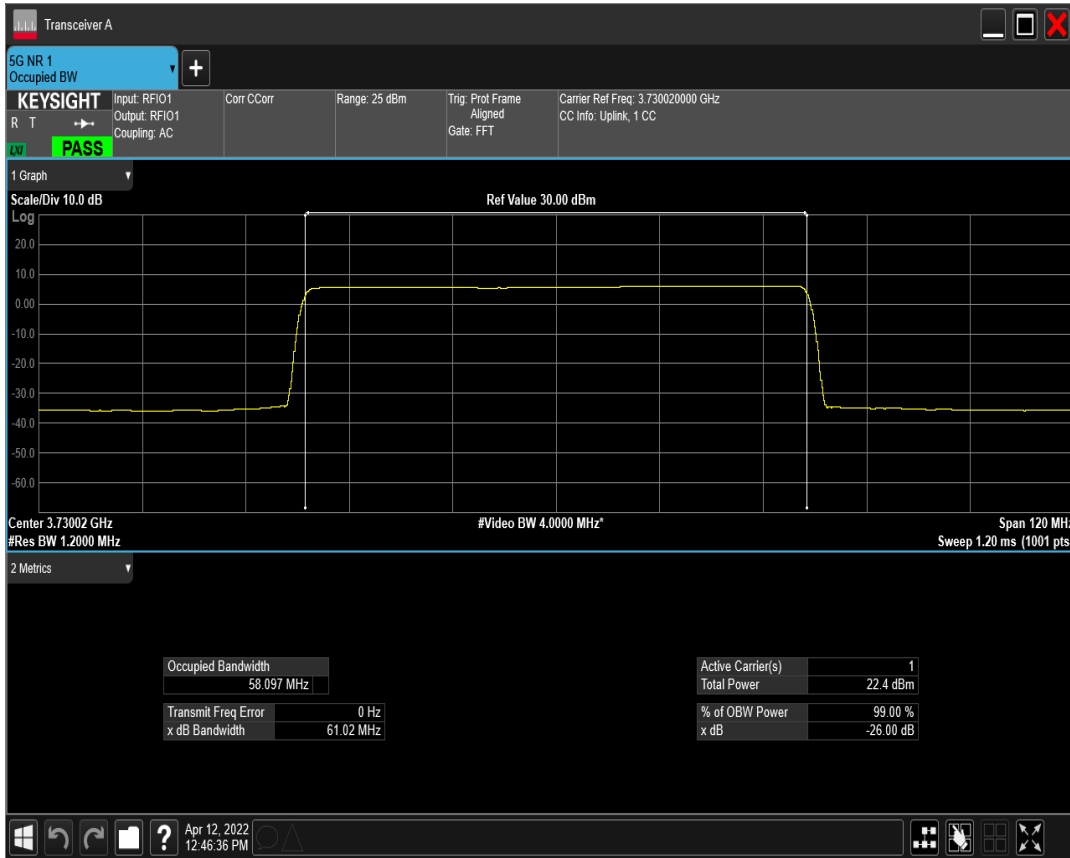 Transceiver A
5G NR 1
Occupied BW
KEYSIGHT
R T
LXI
PASS
Input: RFIO1
Output: RFIO1
Coupling: AC
Corr CCorr
Range: 25 dBm
Trig: Prot Frame
Aligned
Gate: FFT
Carrier Ref Freq: 3.730020000 GHz
CC Info: Uplink, 1 CC
1 Graph
Scale/Div 10.0 dB
Ref Value 30.00 dBm
Log
20.0
10.0
0.00
-10.0
-20.0
-30.0
-40.0
-50.0
-60.0
Center 3.73002 GHz
#Video BW 4.0000 MHz*
Span 120 MHz
#Res BW 1.2000 MHz
Sweep 1.20 ms (1001 pts
2 Metrics
Occupied Bandwidth
58.097 MHz
Transmit Freq Error 0 Hz
x dB Bandwidth 61.02 MHz
Active Carrier(s) 1
Total Power 22.4 dBm
% of OBW Power 99.00 %
x dB -26.00 dB
?
Apr 12, 2022
12:46:36 PM